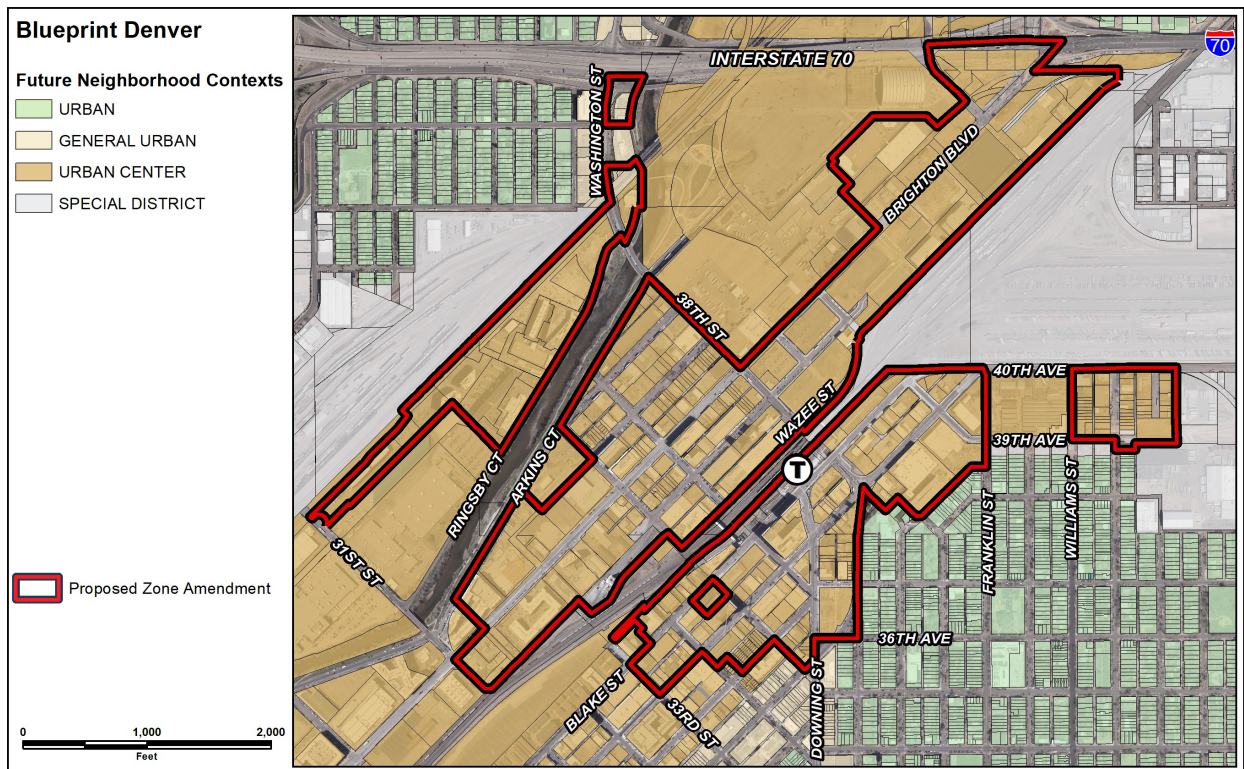 Blueprint Denver
Future Neighborhood Contexts
URBAN
GENERAL URBAN
URBAN CENTER
SPECIAL DISTRICT
Proposed Zone Amendment
0 1,000 2,000
Feet
INTERSTATE 70
70
WASHINGTON ST
BRIGHTON BLVD
38TH ST
40TH AVE
WAZEE ST
39TH AVE
T
RINGSBY CT
ARKINS CT
WILLIAMS ST
FRANKLIN ST
31ST ST
36TH AVE
BLAKE ST
33RD ST
DOWNING ST